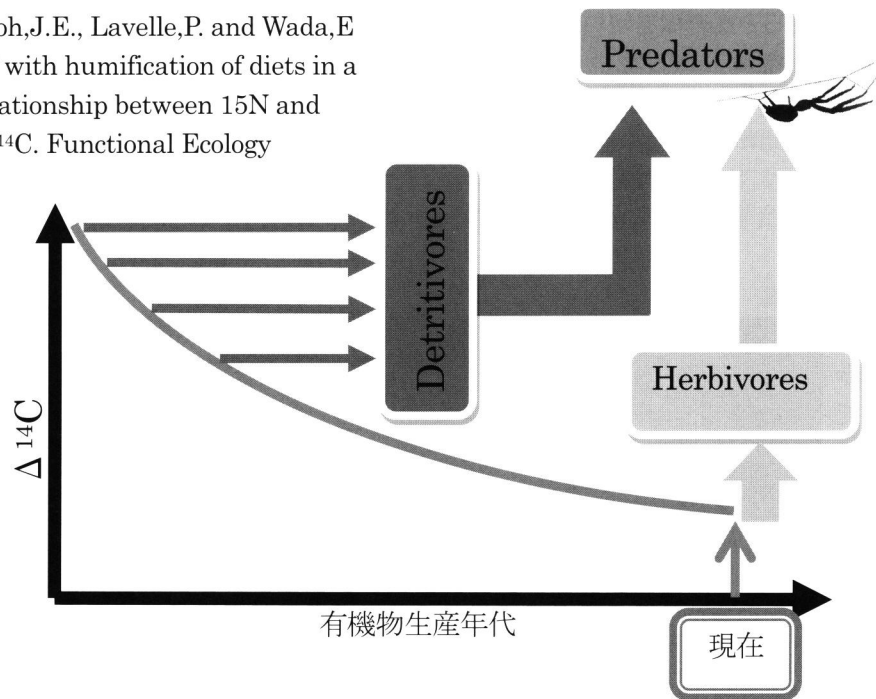 oh,J.E., Lavelle,P. and Wada,E
with humification of diets in a
ationship between 15N and
¹⁴C. Functional Ecology
Predators
Detritivores
Herbivores
Δ ¹⁴C
有機物生産年代
現在